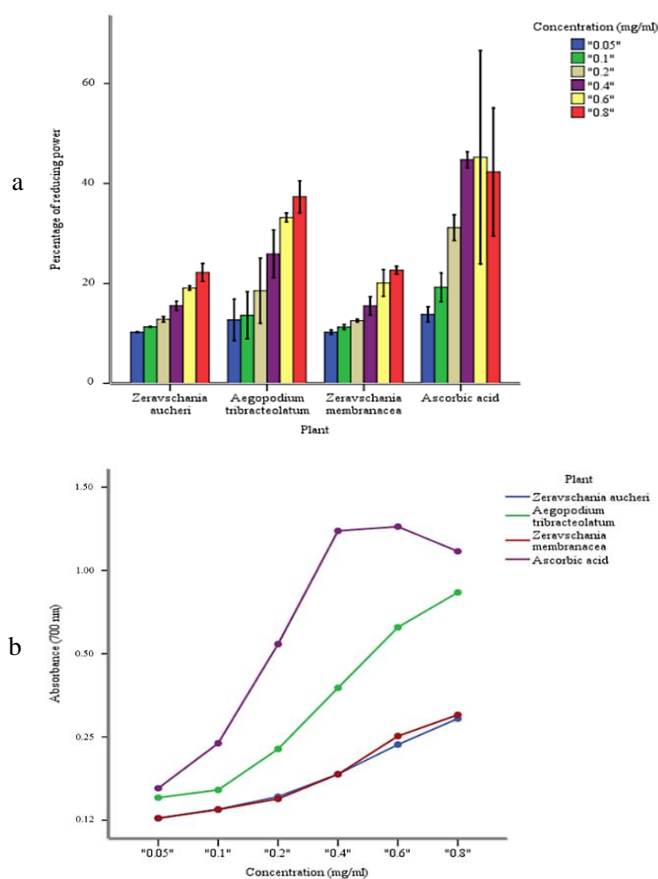 a
Percentage of reducing power
60
40
20
0
Concentration (mg/ml)
"0.05"
"0.1"
"0.2"
"0.4"
"0.6"
"0.8"
Zeravschania
aucheri
Aegopodium
tribracteolatum
Zeravschania
membranacea
Ascorbic acid
Plant
b
Absorbance (700 nm)
1.50
1.00
0.50
0.25
0.12
Plant
Zeravschania aucheri
Aegopodium
tribracteolatum
Zeravschania
membranacea
Ascorbic acid
"0.05"
"0.1"
"0.2"
"0.4"
"0.6"
"0.8"
Concentration (mg/ml)